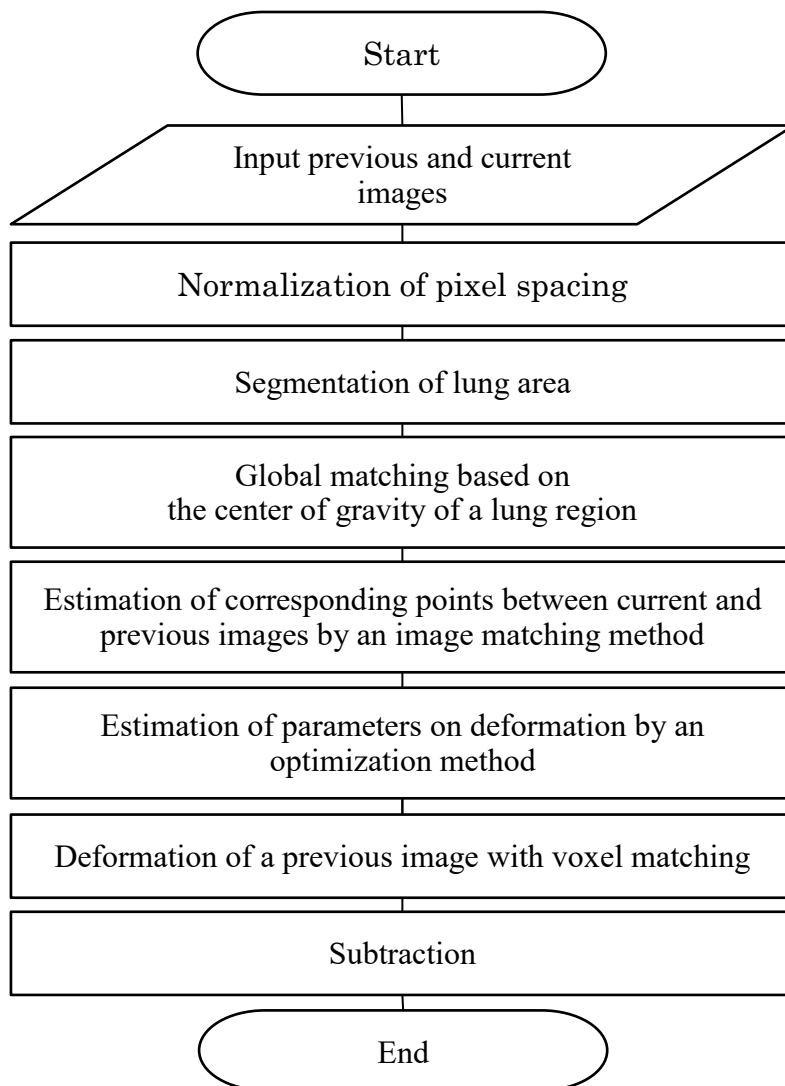 Start
Input previous and current
images
Normalization of pixel spacing
Segmentation of lung area
Global matching based on
the center of gravity of a lung region
Estimation of corresponding points between current and
previous images by an image matching method
Estimation of parameters on deformation by an
optimization method
Deformation of a previous image with voxel matching
Subtraction
End